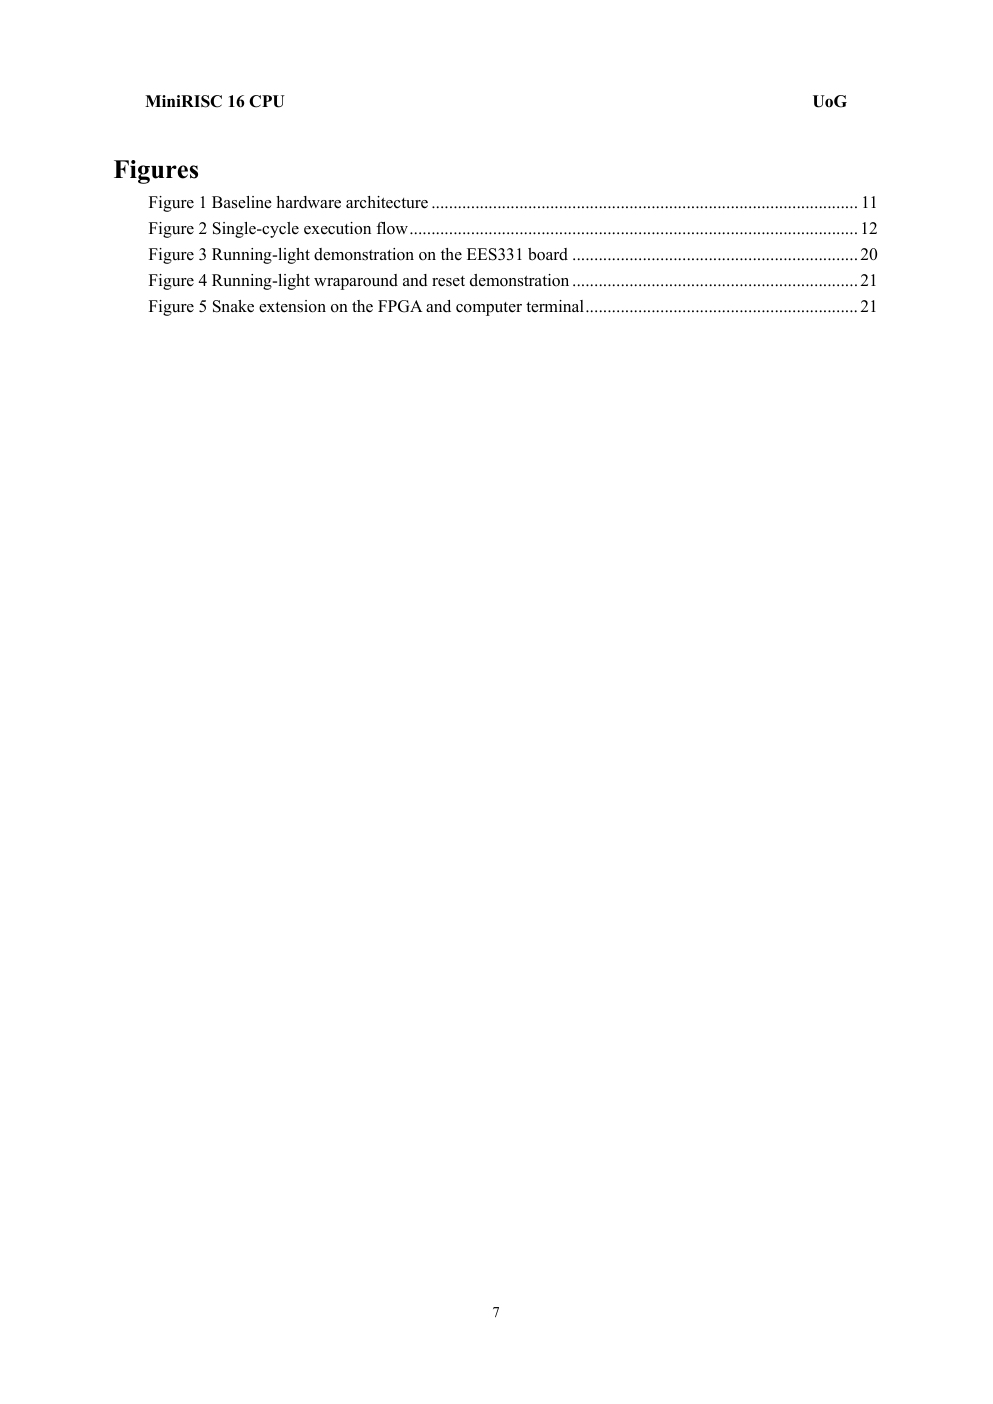 MiniRISC 16 CPU UoG
Figures
Figure 1 Baseline hardware architecture ................................................................................................. 11
Figure 2 Single-cycle execution flow...................................................................................................... 12
Figure 3 Running-light demonstration on the EES331 board ................................................................. 20
Figure 4 Running-light wraparound and reset demonstration ................................................................. 21
Figure 5 Snake extension on the FPGA and computer terminal.............................................................. 21
7